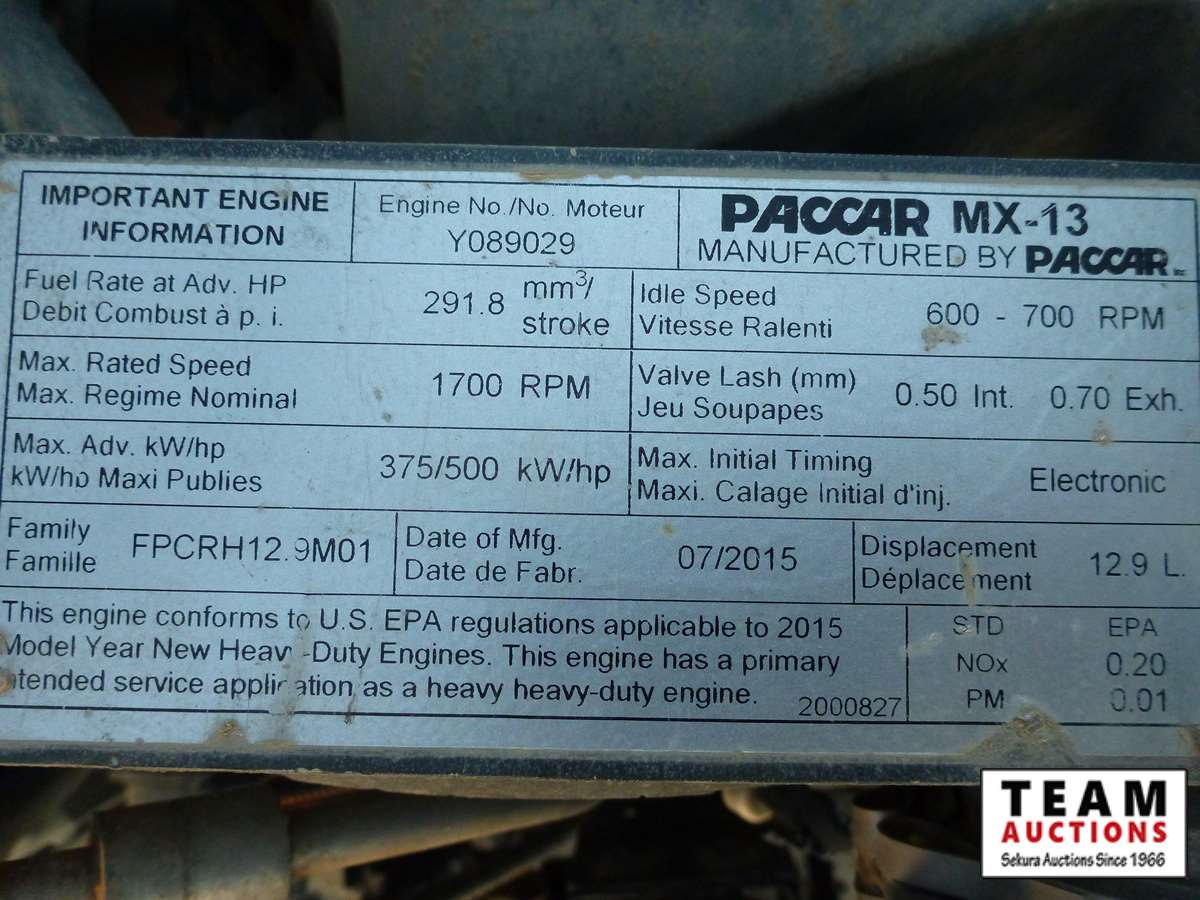 IMPORTANT ENGINE
INFORMATION
Engine No./No. Moteur
Y089029
PACCAR MX-13
MANUFACTURED BY PACCAR INC
Fuel Rate at Adv. HP
Debit Combust à p. i.
291.8 mm3/
stroke
Idle Speed
Vitesse Ralenti
600 - 700 RPM
Max. Rated Speed
Max. Regime Nominal
1700 RPM
Valve Lash (mm)
Jeu Soupapes
0.50 Int. 0.70 Exh.
Max. Adv. kW/hp
kW/hp Maxi Publies
375/500 kW/hp
Max. Initial Timing
Maxi. Calage Initial d'inj.
Electronic
Family
Famille
FPCRH12.9M01
Date of Mfg.
Date de Fabr.
07/2015
Displacement
Déplacement
12.9 L.
This engine conforms to U.S. EPA regulations applicable to 2015
Model Year New Heavy-Duty Engines. This engine has a primary
intended service application as a heavy heavy-duty engine.
2000827
STD EPA
NOx 0.20
PM 0.01
TEAM
AUCTIONS
Sekura Auctions Since 1966